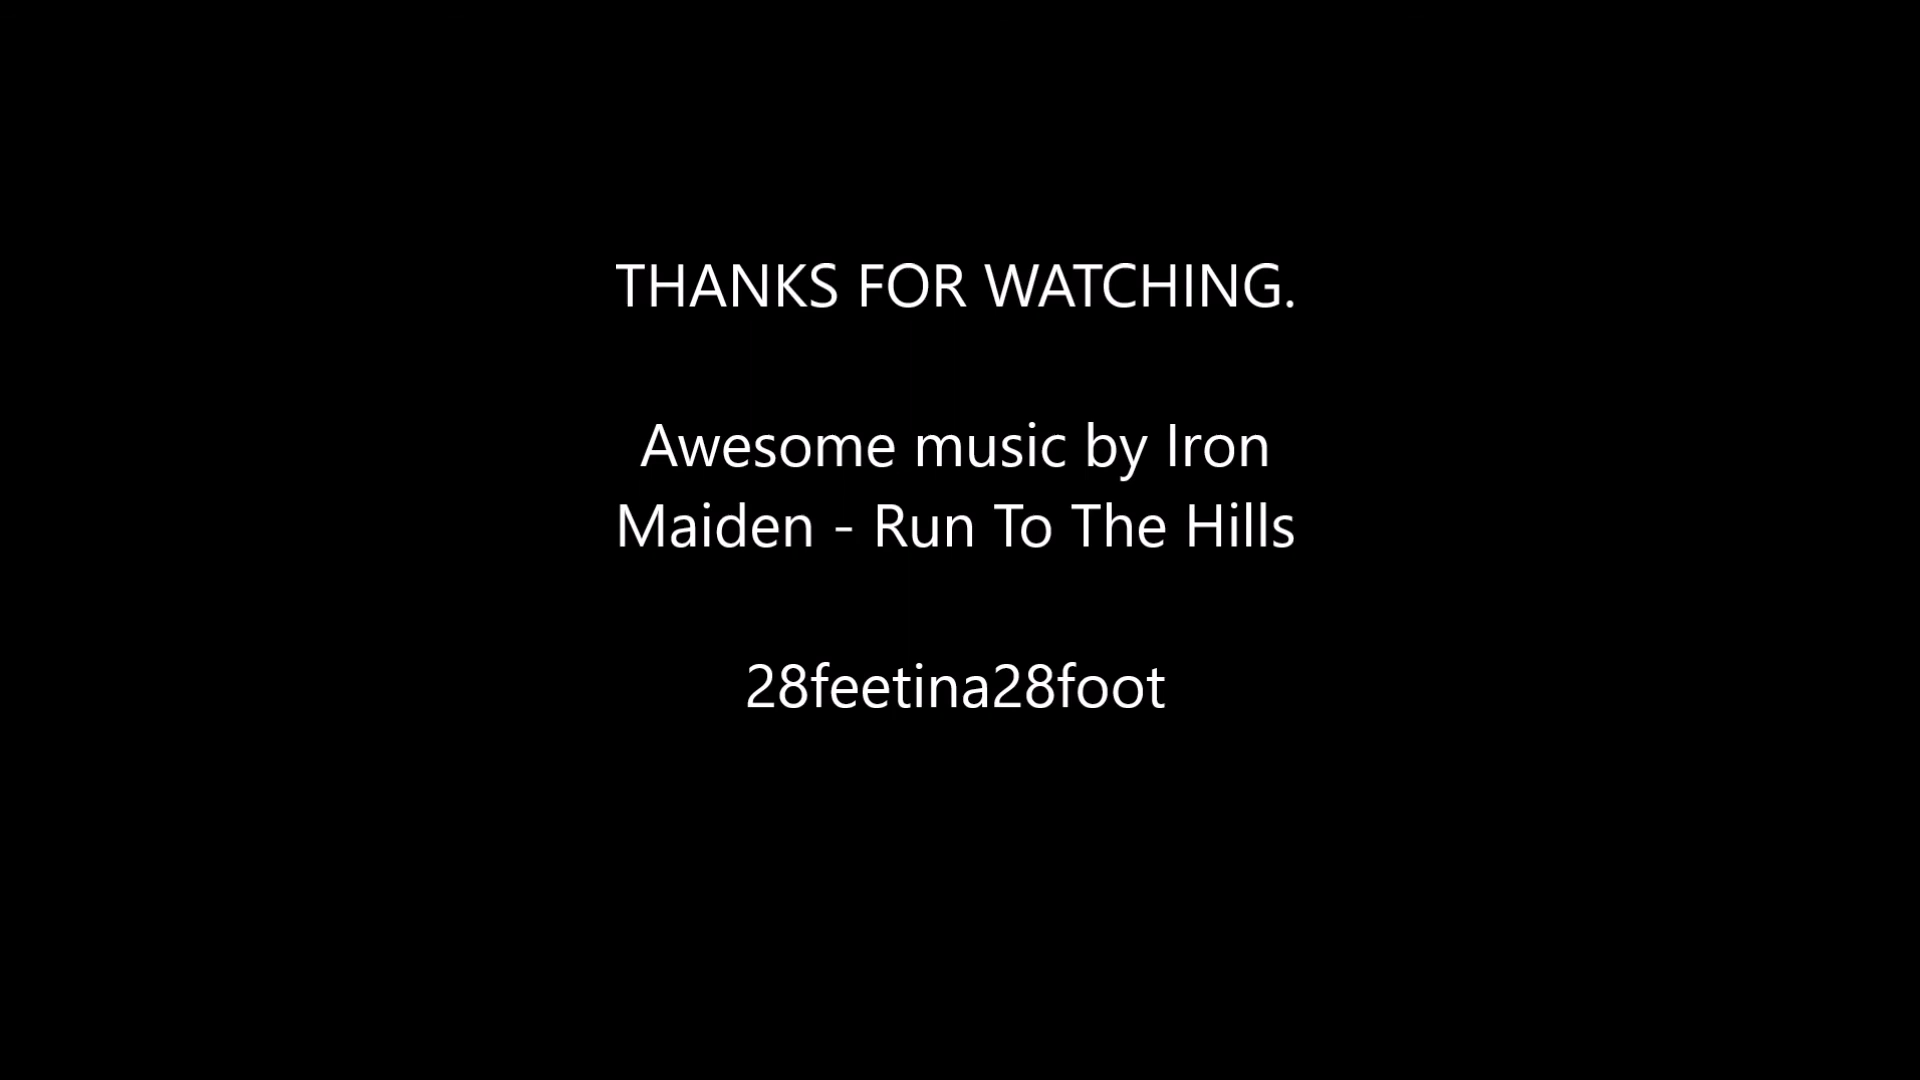 THANKS FOR WATCHING.
Awesome music by Iron
Maiden - Run To The Hills
28feetina28foot